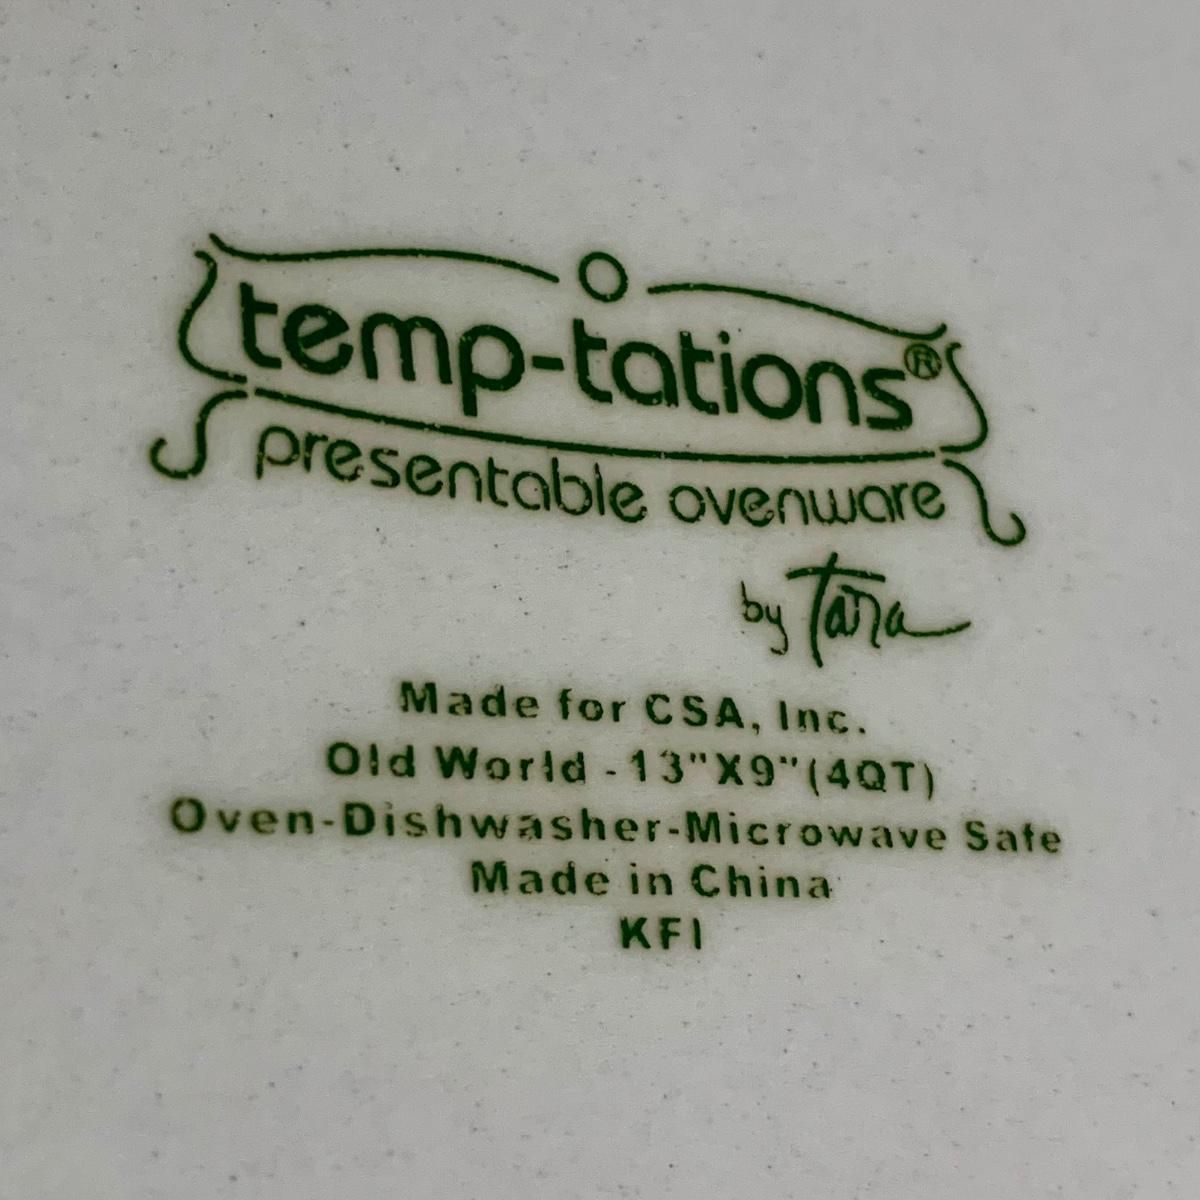 temp-tations®
presentable ovenware
by Tara
Made for CSA, Inc.
Old World - 13"X9"(4QT)
Oven-Dishwasher-Microwave Safe
Made in China
KFI